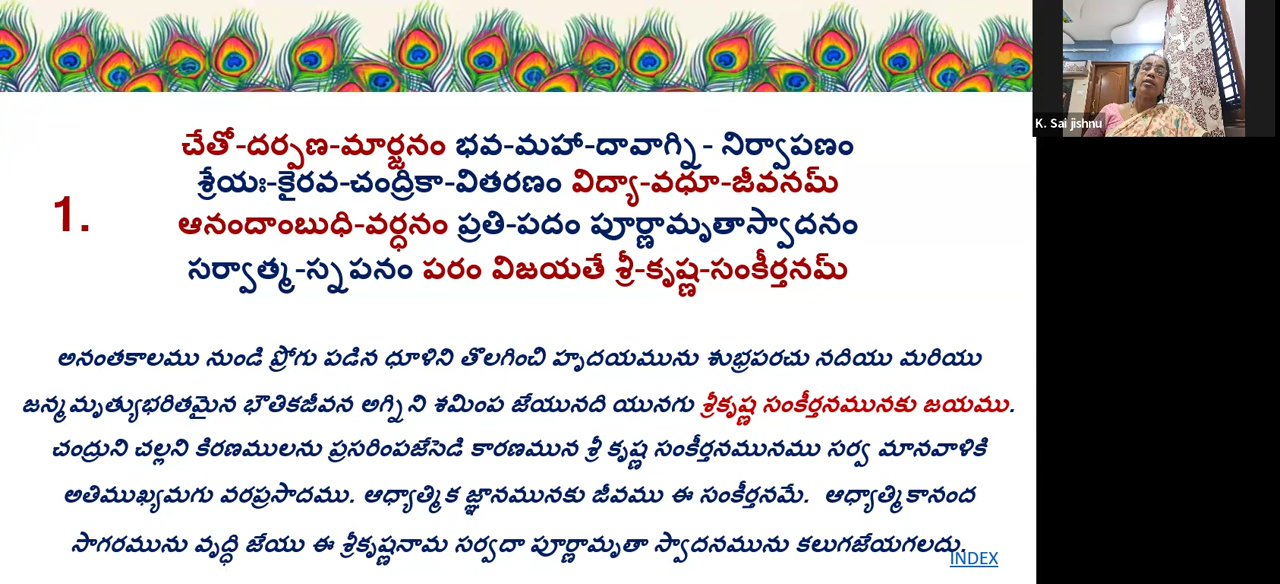 K. Sai jishnu
చేతో-దర్పణ-మార్జనం భవ-మహా-దావాగ్ని - నిర్వాపణం
శ్రేయః-కైరవ-చంద్రికా-వితరణం విద్యా-వధూ-జీవనమ్
1.
ఆనందాంబుధి-వర్ధనం ప్రతి-పదం పూర్ణామృతాస్వాదనం
సర్వాత్మ-స్నపనం పరం విజయతే శ్రీ-కృష్ణ-సంకీర్తనమ్
అనంతకాలము నుండి ప్రోగు పడిన ధూళిని తొలగించి హృదయమును శుభ్రపరచు నదియు మరియు
జన్మమృత్యుభరితమైన భౌతికజీవన అగ్నిని శమింప జేయునది యునగు శ్రీకృష్ణ సంకీర్తనమునకు జయము.
చంద్రుని చల్లని కిరణములను ప్రసరింపజేసెడి కారణమున శ్రీ కృష్ణ సంకీర్తనమునము సర్వ మానవాళికి
అతిముఖ్యమగు వరప్రసాదము. ఆధ్యాత్మిక జ్ఞానమునకు జీవము ఈ సంకీర్తనమే. ఆధ్యాత్మికానంద
సాగరమును వృద్ధి జేయు ఈ శ్రీకృష్ణనామ సర్వదా పూర్ణామృతా స్వాదనమును కలుగజేయగలదు.
INDEX